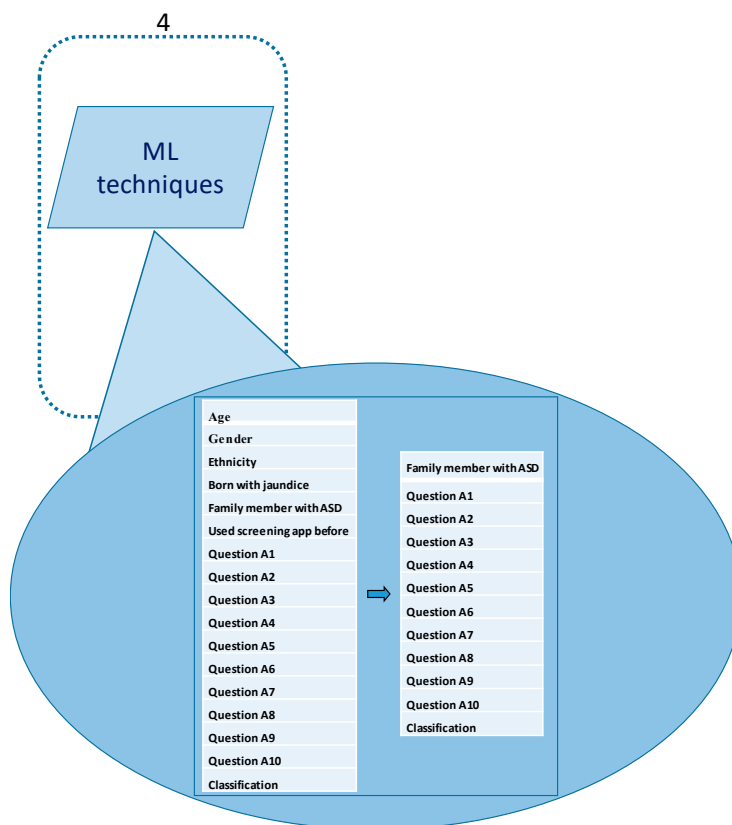 4
ML
techniques
Age
Gender
Ethnicity
Born with jaundice
Family member with ASD
Used screening app before
Question A1
Question A2
Question A3
Question A4
Question A5
Question A6
Question A7
Question A8
Question A9
Question A10
Classification
Family member with ASD
Question A1
Question A2
Question A3
Question A4
Question A5
Question A6
Question A7
Question A8
Question A9
Question A10
Classification